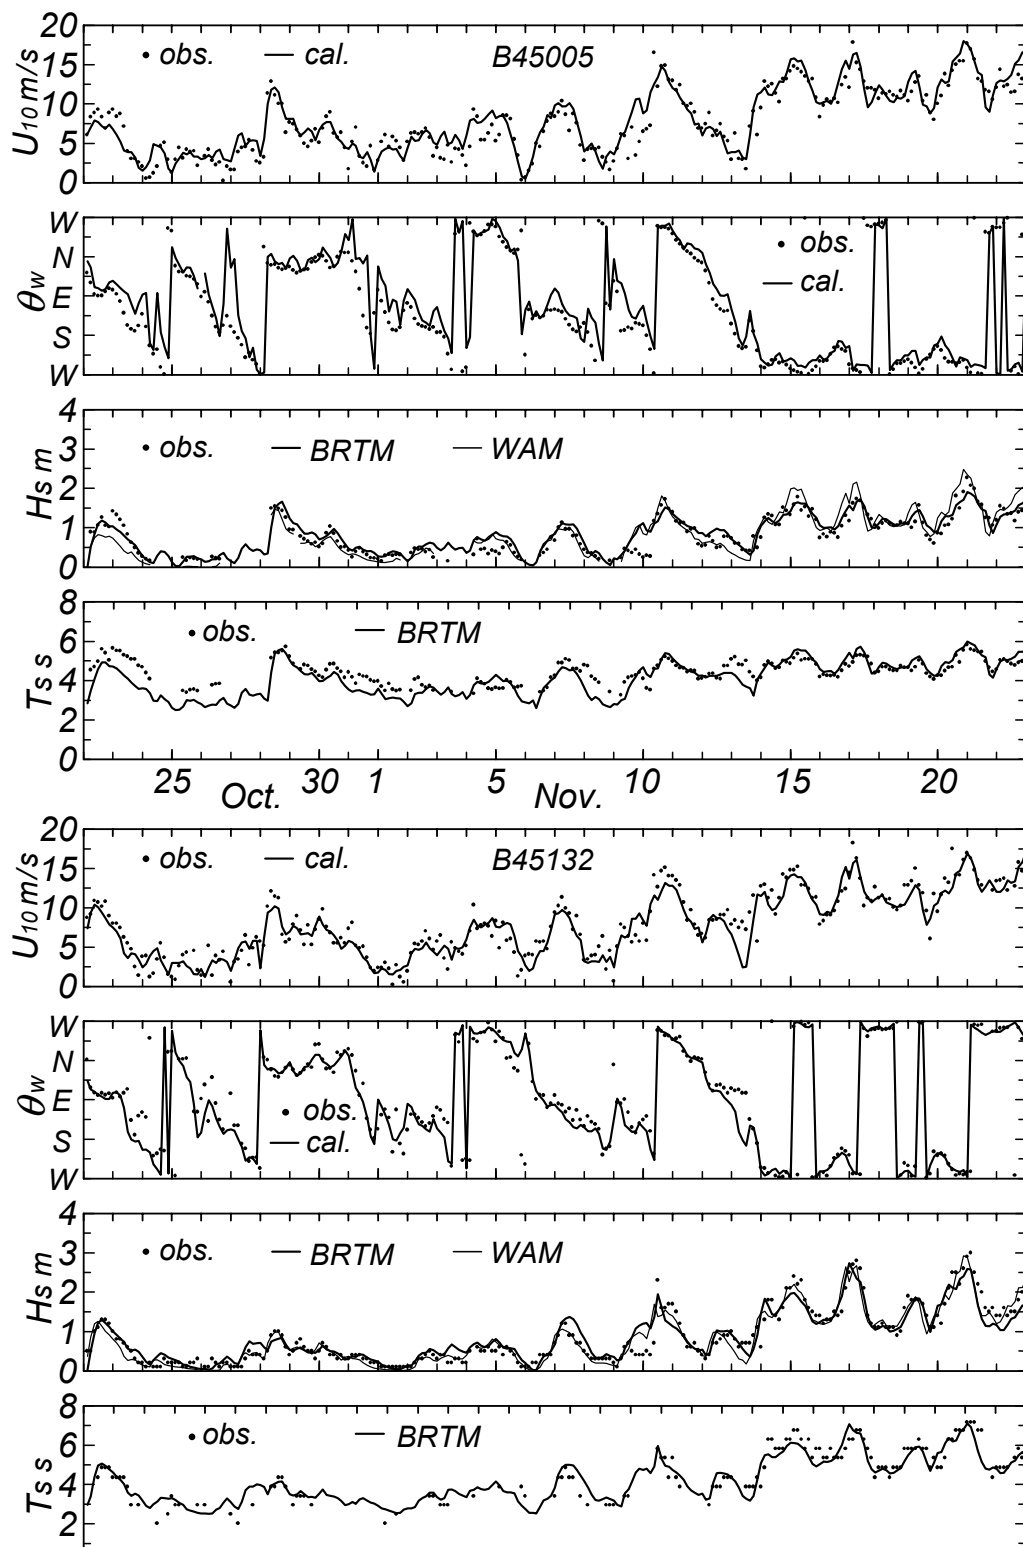 20
15
10
5
0
U10 m/s
• obs. — cal. B45005
W
N
E
S
W
θw
• obs.
— cal.
4
3
2
1
0
Hs m
• obs. — BRTM — WAM
8
6
4
2
0
Ts s
• obs. — BRTM
25 30 1 5 10 15 20
Oct. Nov.
20
15
10
5
0
U10 m/s
• obs. — cal. B45132
W
N
E
S
W
θw
• obs.
— cal.
4
3
2
1
0
Hs m
• obs. — BRTM — WAM
8
6
4
2
Ts s
• obs. — BRTM